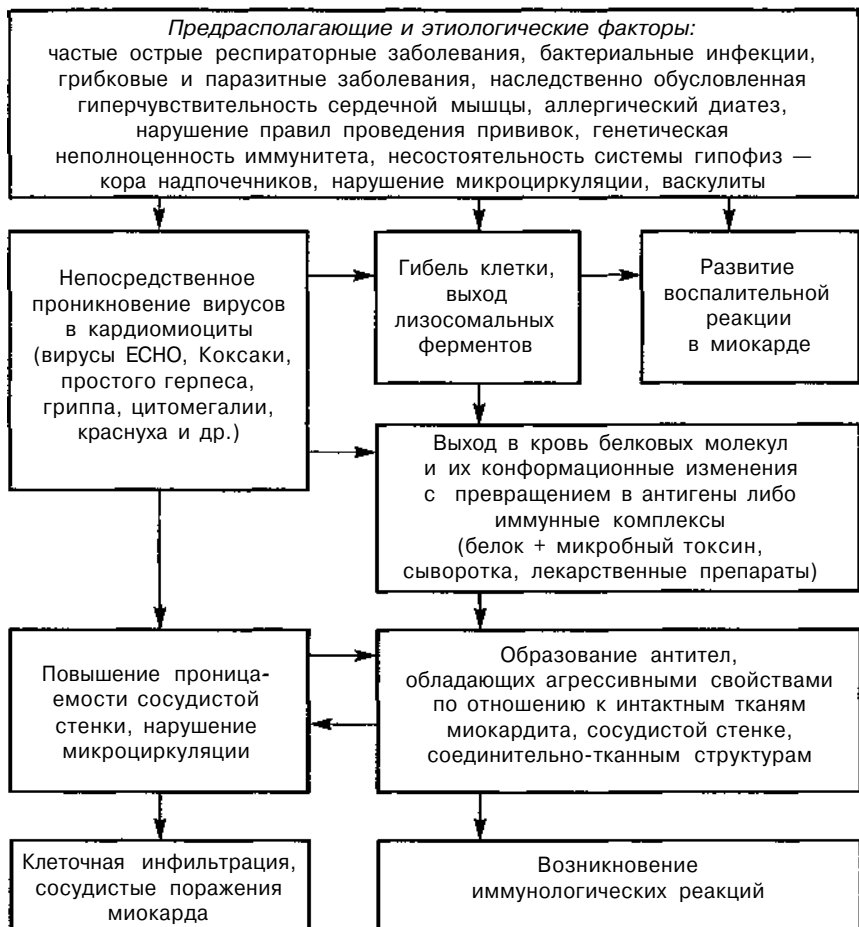 Предрасполагающие и этиологические факторы:
частые острые респираторные заболевания, бактериальные инфекции,
грибковые и паразитные заболевания, наследственно обусловленная
гиперчувствительность сердечной мышцы, аллергический диатез,
нарушение правил проведения прививок, генетическая
неполноценность иммунитета, несостоятельность системы гипофиз —
кора надпочечников, нарушение микроциркуляции, васкулиты
Непосредственное
проникновение вирусов
в кардиомиоциты
(вирусы ECHO, Коксаки,
простого герпеса,
гриппа, цитомегалии,
краснуха и др.)
Гибель клетки,
выход
лизосомальных
ферментов
Развитие
воспалительной
реакции
в миокарде
Выход в кровь белковых молекул
и их конформационные изменения
с превращением в антигены либо
иммунные комплексы
(белок + микробный токсин,
сыворотка, лекарственные препараты)
Повышение проница-
емости сосудистой
стенки, нарушение
микроциркуляции
Образование антител,
обладающих агрессивными свойствами
по отношению к интактным тканям
миокардита, сосудистой стенке,
соединительно-тканным структурам
Клеточная инфильтрация,
сосудистые поражения
миокарда
Возникновение
иммунологических реакций